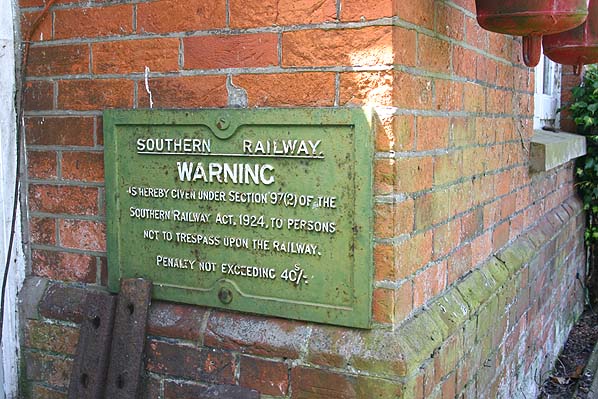 SOUTHERN RAILWAY.
WARNING
IS HEREBY GIVEN UNDER SECTION 97(2) OF THE
SOUTHERN RAILWAY ACT, 1924, TO PERSONS
NOT TO TRESPASS UPON THE RAILWAY.
PENALTY NOT EXCEEDING 40/-